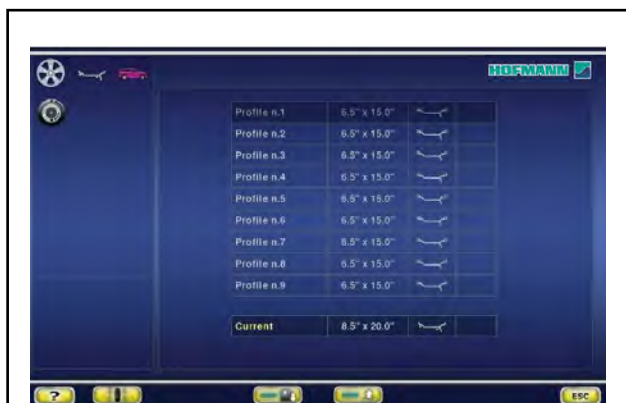 HOFMANN
Profile n.1 6.5" x 15.0"
Profile n.2 6.5" x 15.0"
Profile n.3 6.5" x 15.0"
Profile n.4 6.5" x 15.0"
Profile n.5 6.5" x 15.0"
Profile n.6 6.5" x 15.0"
Profile n.7 6.5" x 15.0"
Profile n.8 6.5" x 15.0"
Profile n.9 6.5" x 15.0"
Current 8.5" x 20.0"
? ESC